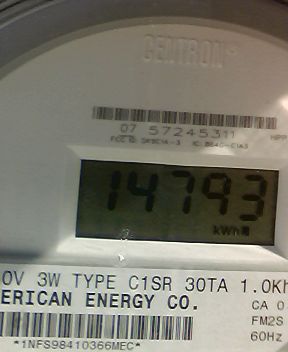 CENTRON
07 57245311
14793
kWh
0V 3W TYPE C1SR 30TA 1.0Kh
ERICAN ENERGY CO.
CA 0
FM2S
60Hz
*1NFS98410366MEC*